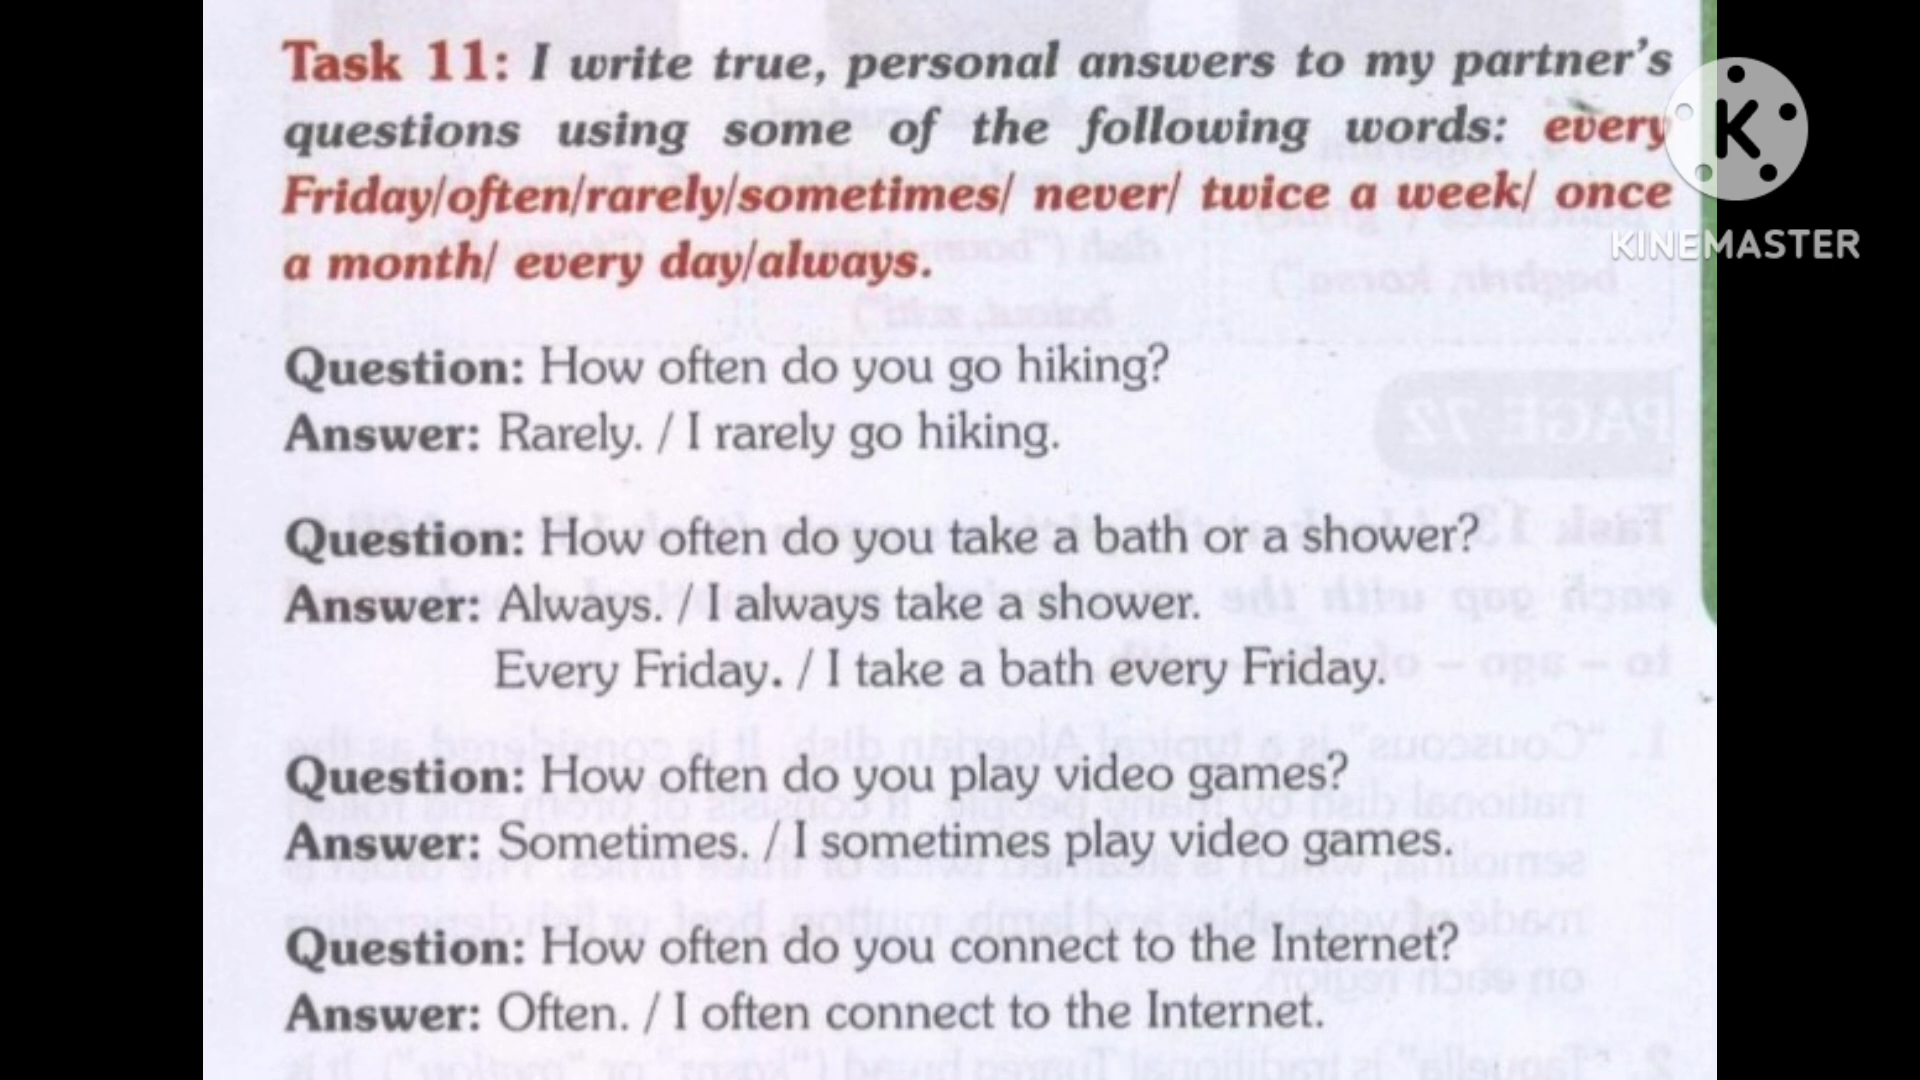 Task 11: I write true, personal answers to my partner's
questions using some of the following words: every
Friday/often/rarely/sometimes/ never/ twice a week/ once
a month/ every day/always.
K
KINEMASTER
Question: How often do you go hiking?
Answer: Rarely. / I rarely go hiking.
Question: How often do you take a bath or a shower?
Answer: Always. / I always take a shower.
Every Friday. / I take a bath every Friday.
Question: How often do you play video games?
Answer: Sometimes. / I sometimes play video games.
Question: How often do you connect to the Internet?
Answer: Often. / I often connect to the Internet.